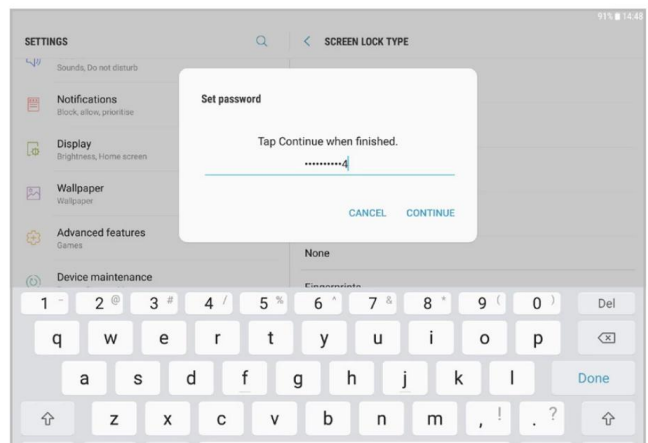 91% 14:48
SETTINGS
SCREEN LOCK TYPE
Sounds, Do not disturb
Notifications
Block, allow, prioritise
Display
Brightness, Home screen
Wallpaper
Wallpaper
Advanced features
Games
Device maintenance
Set password
Tap Continue when finished.
••••••••••4
CANCEL CONTINUE
None
Fingerprints
1 - 2 @ 3 # 4 / 5 % 6 ^ 7 & 8 * 9 ( 0 ) Del
q w e r t y u i o p
a s d f g h j k l Done
z x c v b n m , ! . ?